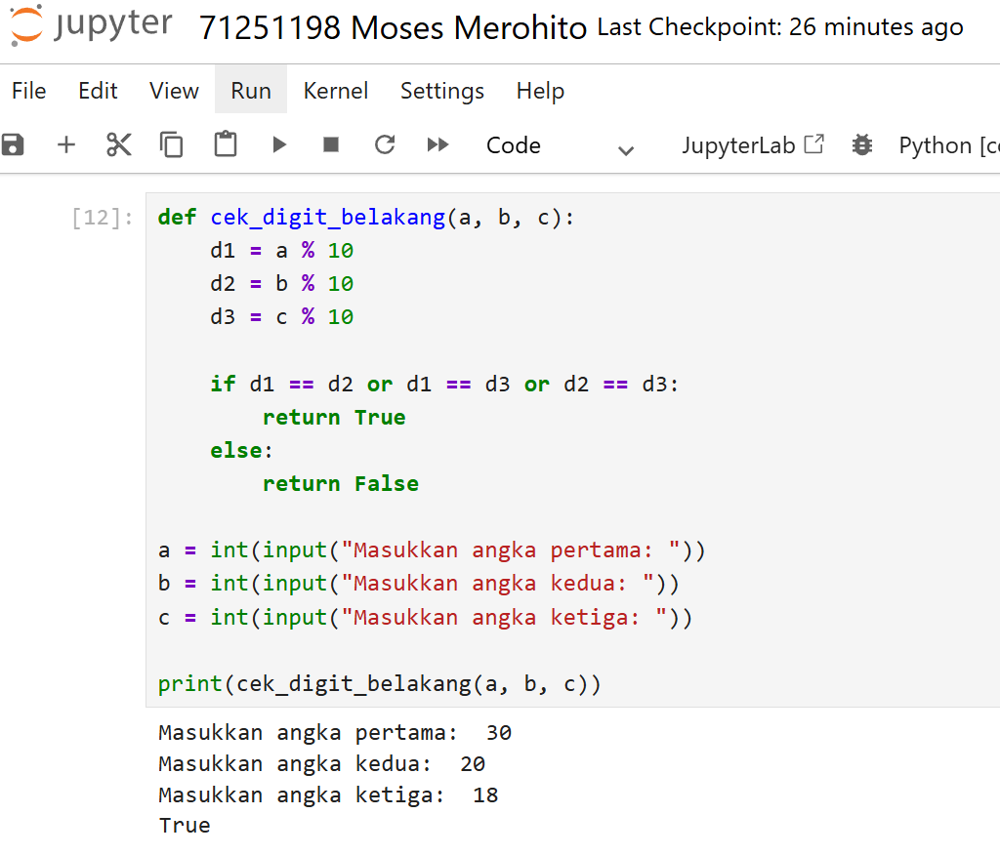 jupyter 71251198 Moses Merohito Last Checkpoint: 26 minutes ago
File Edit View Run Kernel Settings Help
Code JupyterLab Python [co
[12]: def cek_digit_belakang(a, b, c):
    d1 = a % 10
    d2 = b % 10
    d3 = c % 10

    if d1 == d2 or d1 == d3 or d2 == d3:
        return True
    else:
        return False

a = int(input("Masukkan angka pertama: "))
b = int(input("Masukkan angka kedua: "))
c = int(input("Masukkan angka ketiga: "))

print(cek_digit_belakang(a, b, c))
Masukkan angka pertama:  30
Masukkan angka kedua:  20
Masukkan angka ketiga:  18
True